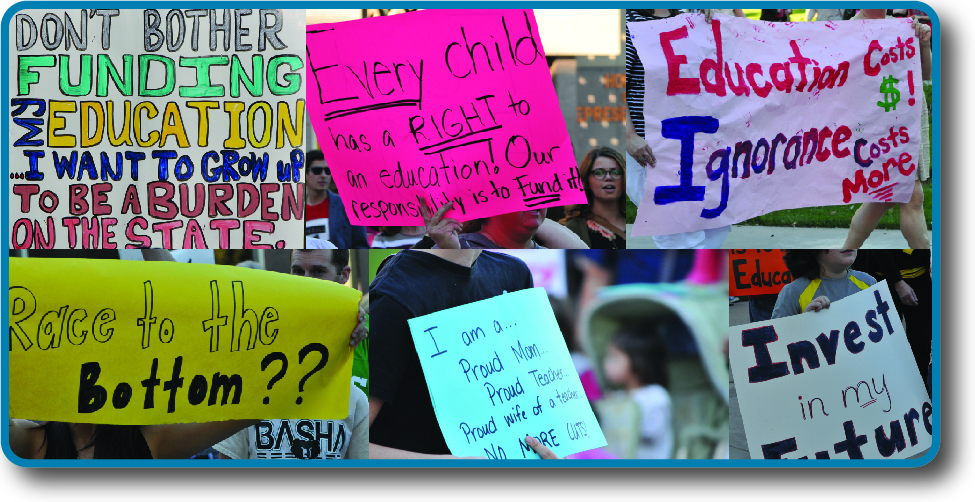 DON'T BOTHER
FUNDING
MY EDUCATION
...I WANT TO GROW UP
TO BE A BURDEN
ON THE STATE.
Every child
has a RIGHT to
an education! Our
responsibility is to Fund it!
Education Costs
$!
Ignorance Costs
More
Race to the
Bottom??
BASHA
I am a...
Proud Mom...
Proud Teacher...
Proud wife of a teacher
NO MORE CUTS!
Educa
Invest
in my
Future